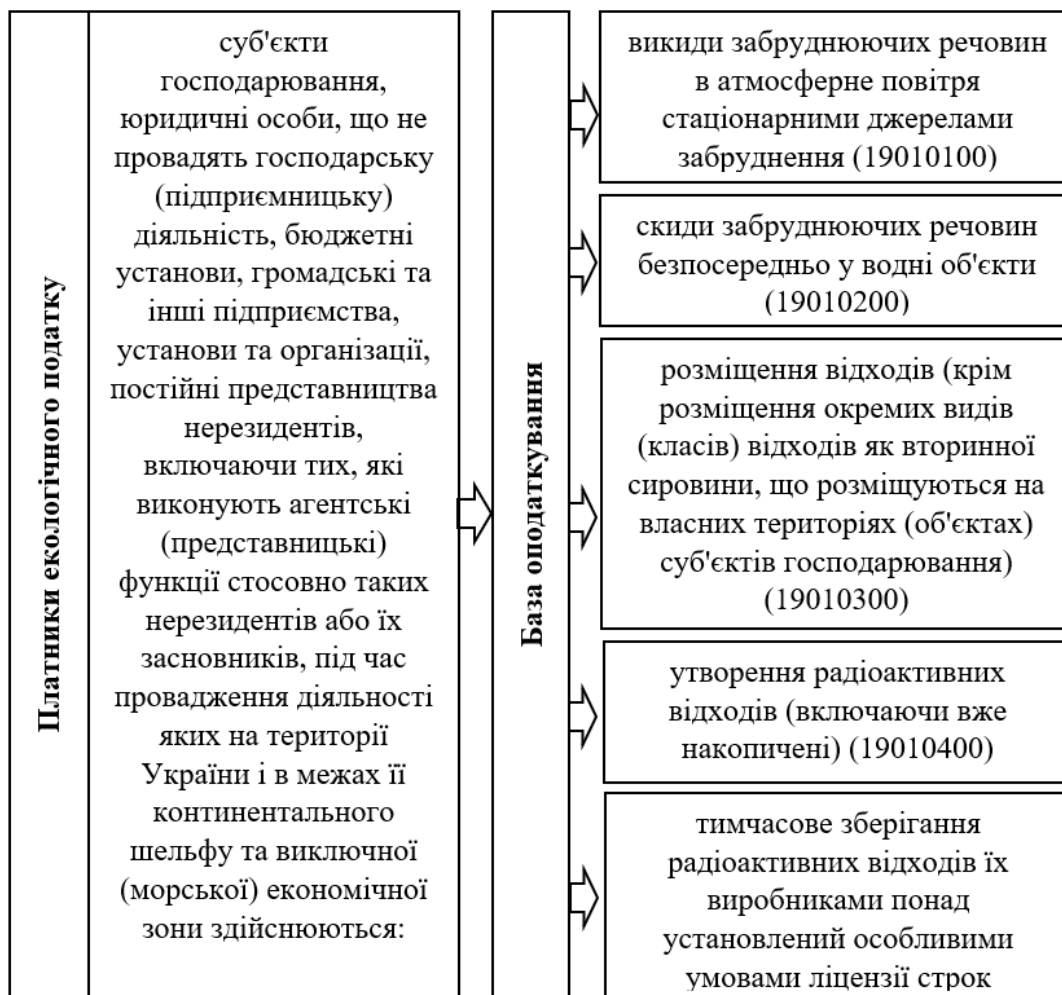 Платники екологічного податку
суб'єкти
господарювання,
юридичні особи, що не
провадять господарську
(підприємницьку)
діяльність, бюджетні
установи, громадські та
інші підприємства,
установи та організації,
постійні представництва
нерезидентів,
включаючи тих, які
виконують агентські
(представницькі)
функції стосовно таких
нерезидентів або їх
засновників, під час
провадження діяльності
яких на території
України і в межах її
континентального
шельфу та виключної
(морської) економічної
зони здійснюються:
База оподаткування
викиди забруднюючих речовин
в атмосферне повітря
стаціонарними джерелами
забруднення (19010100)
скиди забруднюючих речовин
безпосередньо у водні об'єкти
(19010200)
розміщення відходів (крім
розміщення окремих видів
(класів) відходів як вторинної
сировини, що розміщуються на
власних територіях (об'єктах)
суб'єктів господарювання)
(19010300)
утворення радіоактивних
відходів (включаючи вже
накопичені) (19010400)
тимчасове зберігання
радіоактивних відходів їх
виробниками понад
установлений особливими
умовами ліцензії строк